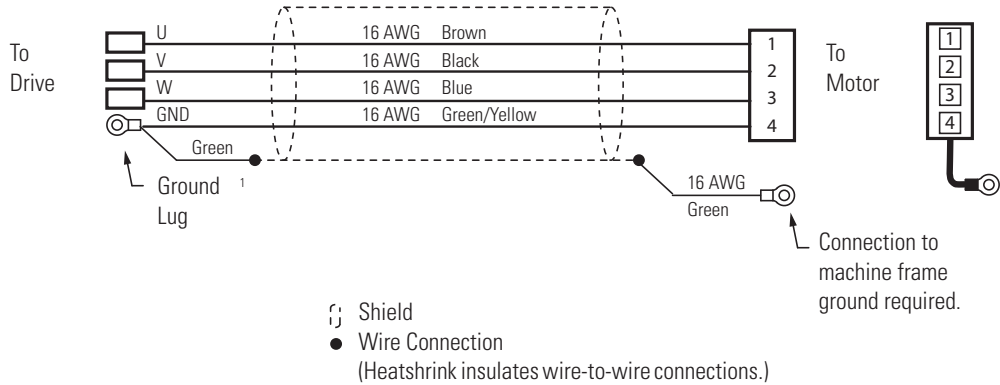 To
Drive
U 16 AWG Brown
V 16 AWG Black
W 16 AWG Blue
GND 16 AWG Green/Yellow
1
2
3
4
To
Motor
1
2
3
4
Green
Ground 1
Lug
16 AWG
Green
Connection to
machine frame
ground required.
Shield
Wire Connection
(Heatshrink insulates wire-to-wire connections.)